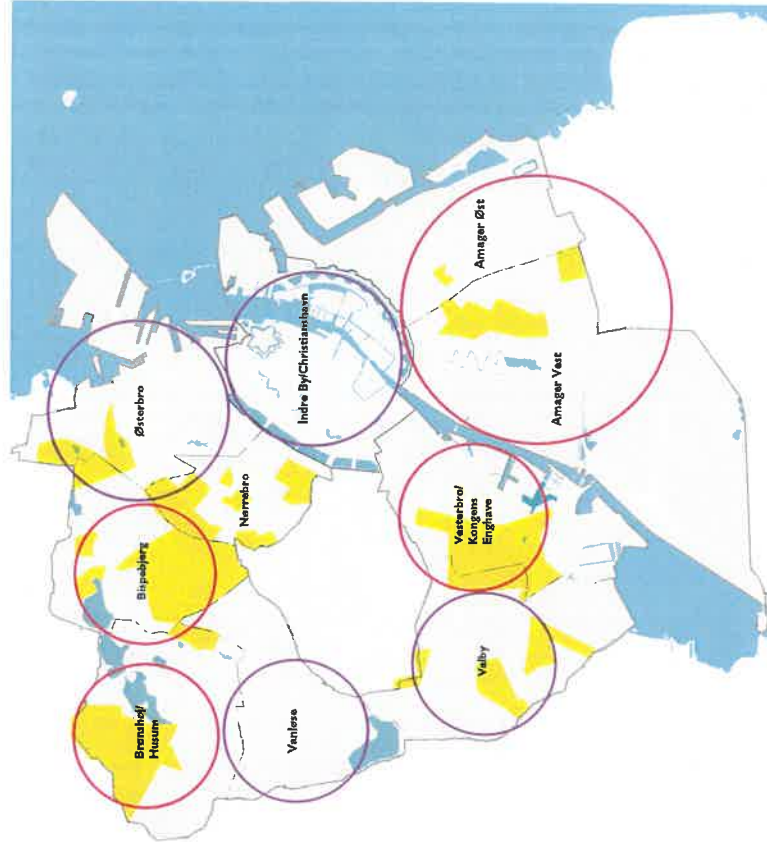 Østerbro
Indre By/Christianshavn
Amager Øst
Amager Vest
Nørrebro
Bispebjerg
Vesterbro/
Kongens
Enghave
Brønshøj/
Husum
Vanløse
Valby